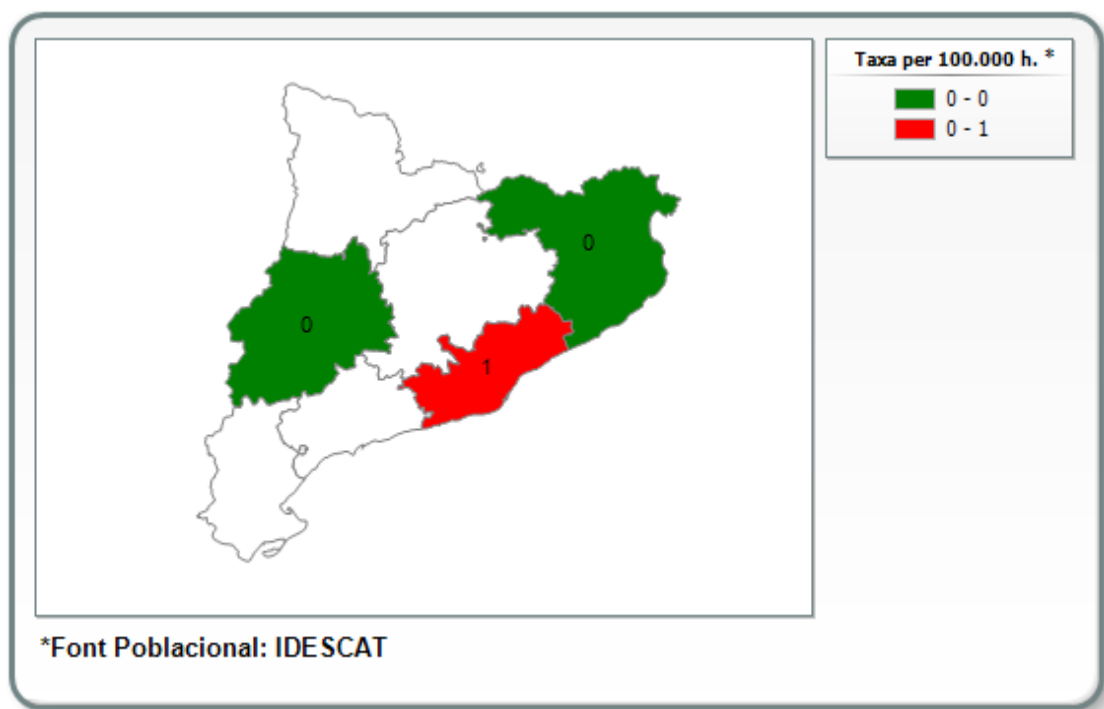 Taxa per 100.000 h. *
0 - 0
0 - 1
0
0
1
*Font Poblacional: IDESCAT